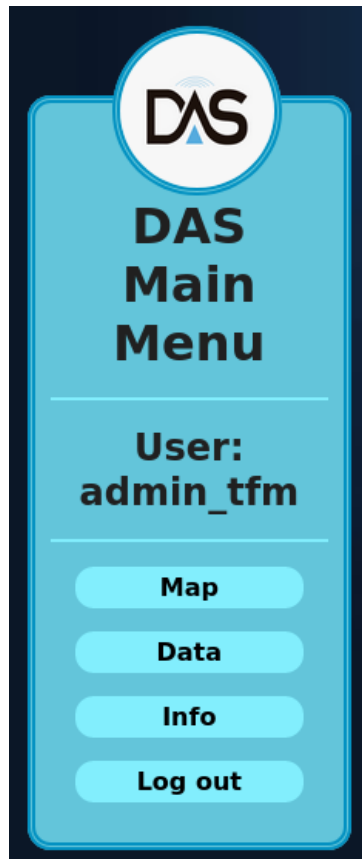 DAS
DAS
Main
Menu
User:
admin_tfm
Map
Data
Info
Log out